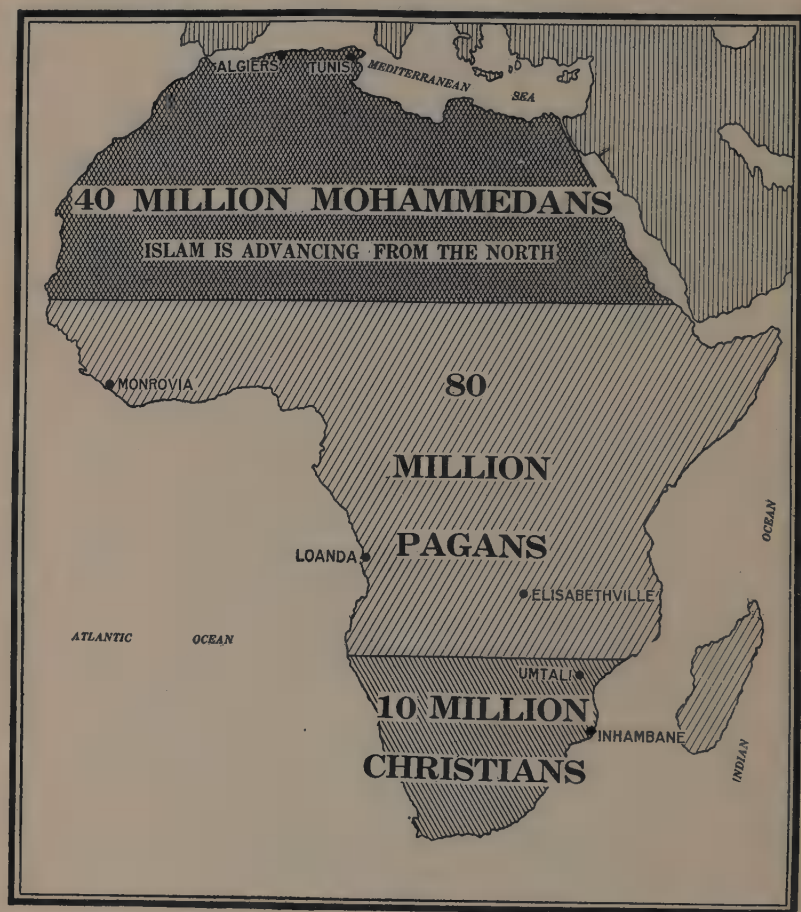 ALGIERS
TUNIS
MEDITERRANEAN
SEA
40 MILLION MOHAMMEDANS
ISLAM IS ADVANCING FROM THE NORTH
MONROVIA
80
MILLION
PAGANS
OCEAN
LOANDA
ELISABETHVILLE
ATLANTIC OCEAN
UMTALI
10 MILLION
INHAMBANE
CHRISTIANS
INDIAN